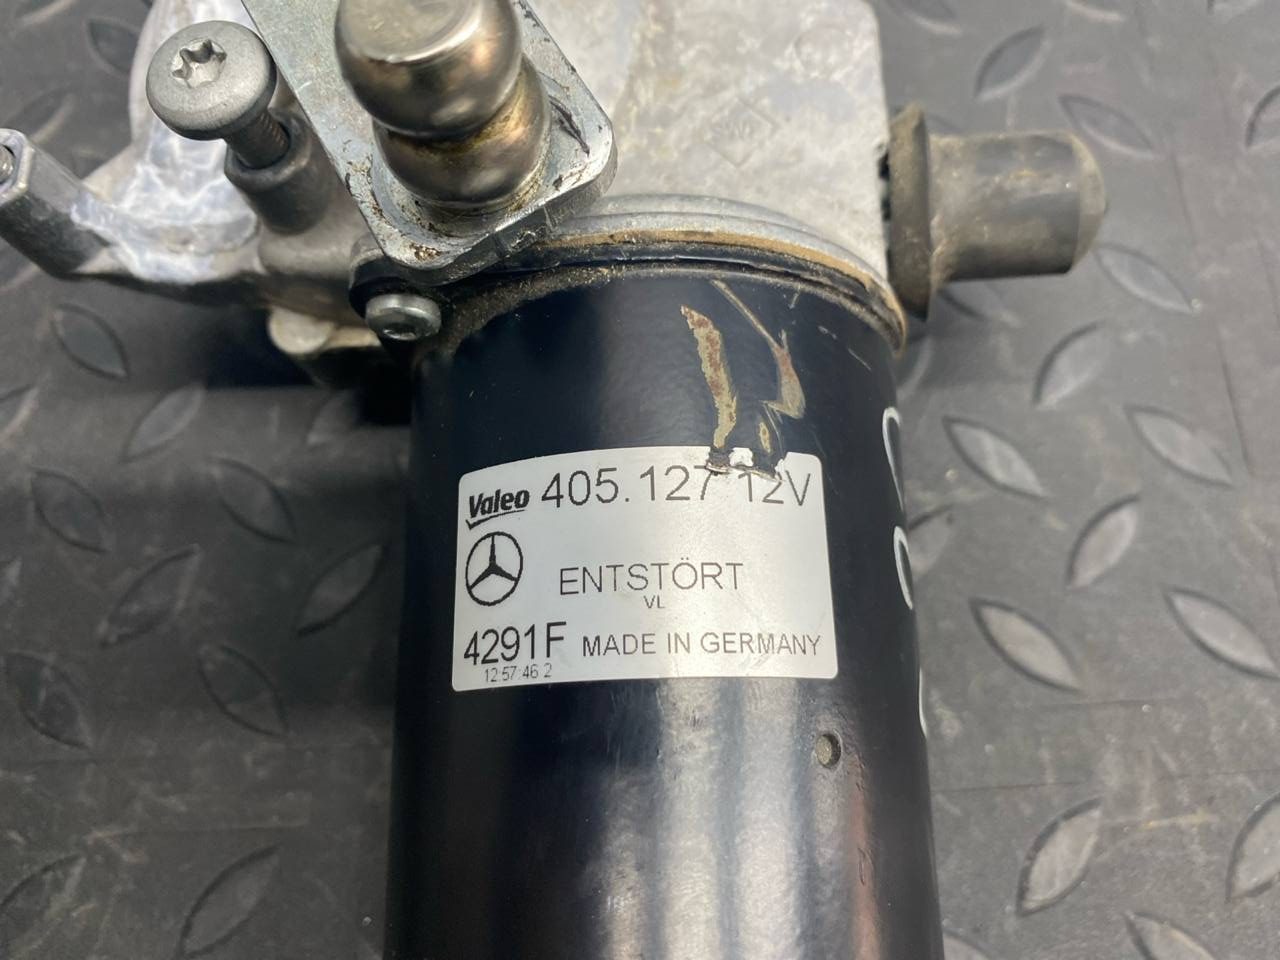 Valeo 405.127 12V
ENTSTÖRT
VL
4291F MADE IN GERMANY
12:57:46 2